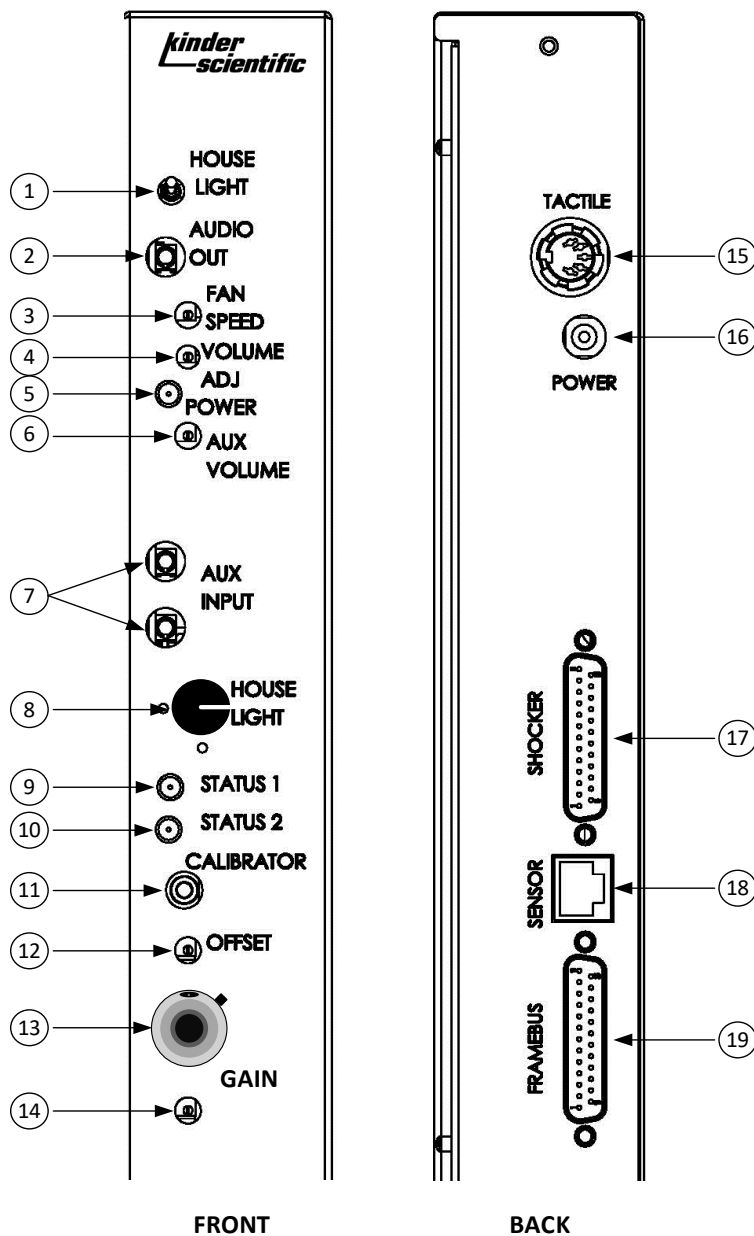 kinder
scientific
HOUSE
LIGHT
1
AUDIO
OUT
2
FAN
SPEED
3
VOLUME
4
ADJ
POWER
5
AUX
VOLUME
6
AUX
INPUT
7
HOUSE
LIGHT
8
STATUS 1
9
STATUS 2
10
CALIBRATOR
11
OFFSET
12
13
GAIN
14
FRONT
TACTILE
15
16
POWER
SHOCKER
17
SENSOR
18
FRAMEBUS
19
BACK